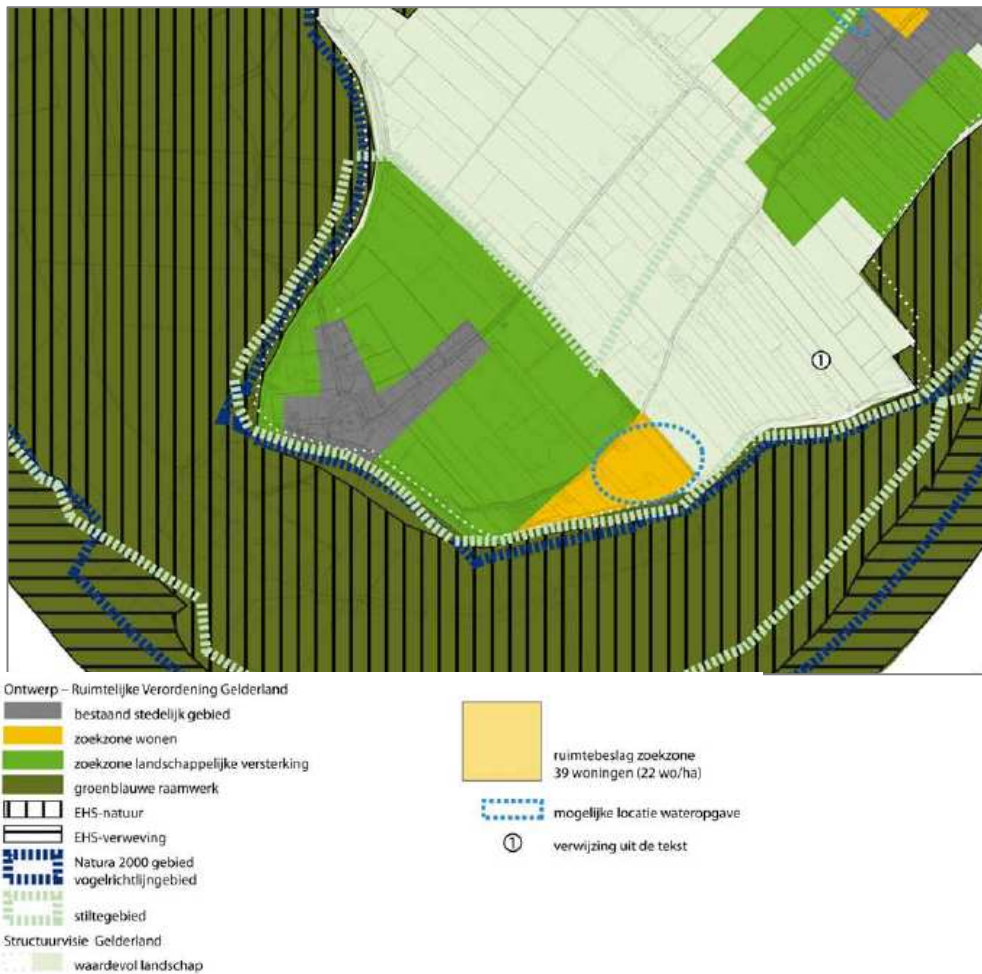 ①
Ontwerp – Ruimtelijke Verordening Gelderland
bestaand stedelijk gebied
zoekzone wonen
zoekzone landschappelijke versterking
groenblauwe raamwerk
EHS-natuur
EHS-verweving
Natura 2000 gebied
vogelrichtlijngebied
stiltegebied
Structuurvisie Gelderland
waardevol landschap
ruimtebeslag zoekzone
39 woningen (22 wo/ha)
mogelijke locatie wateropgave
① verwijzing uit de tekst